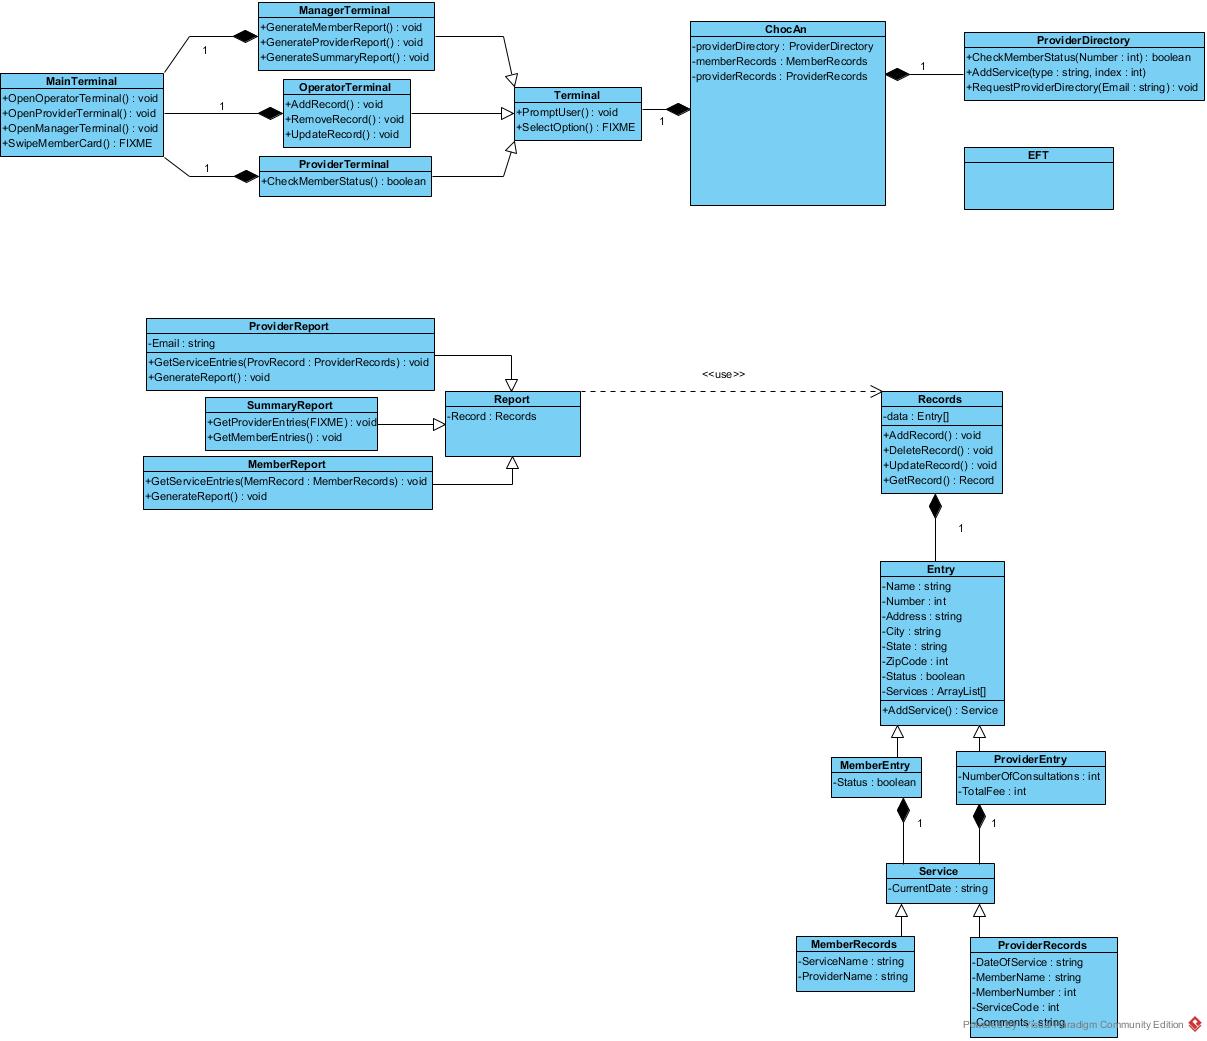 ManagerTerminal
+GenerateMemberReport() : void
+GenerateProviderReport() : void
+GenerateSummaryReport() : void
1
MainTerminal
+OpenOperatorTerminal() : void
+OpenProviderTerminal() : void
+OpenManagerTerminal() : void
+SwipeMemberCard() : FIXME
1
OperatorTerminal
+AddRecord() : void
+RemoveRecord() : void
+UpdateRecord() : void
1
ProviderTerminal
+CheckMemberStatus() : boolean
Terminal
+PromptUser() : void
+SelectOption() : FIXME
1
ChocAn
-providerDirectory : ProviderDirectory
-memberRecords : MemberRecords
-providerRecords : ProviderRecords
1
ProviderDirectory
+CheckMemberStatus(Number : int) : boolean
+AddService(type : string, index : int)
+RequestProviderDirectory(Email : string) : void
EFT
ProviderReport
-Email : string
+GetServiceEntries(ProvRecord : ProviderRecords) : void
+GenerateReport() : void
SummaryReport
+GetProviderEntries(FIXME) : void
+GetMemberEntries() : void
MemberReport
+GetServiceEntries(MemRecord : MemberRecords) : void
+GenerateReport() : void
Report
-Record : Records
<<use>>
Records
-data : Entry[]
+AddRecord() : void
+DeleteRecord() : void
+UpdateRecord() : void
+GetRecord() : Record
1
Entry
-Name : string
-Number : int
-Address : string
-City : string
-State : string
-ZipCode : int
-Status : boolean
-Services : ArrayList[]
+AddService() : Service
MemberEntry
-Status : boolean
1
ProviderEntry
-NumberOfConsultations : int
-TotalFee : int
1
Service
-CurrentDate : string
MemberRecords
-ServiceName : string
-ProviderName : string
ProviderRecords
-DateOfService : string
-MemberName : string
-MemberNumber : int
-ServiceCode : int
-Comments : string
Powered By Visual Paradigm Community Edition